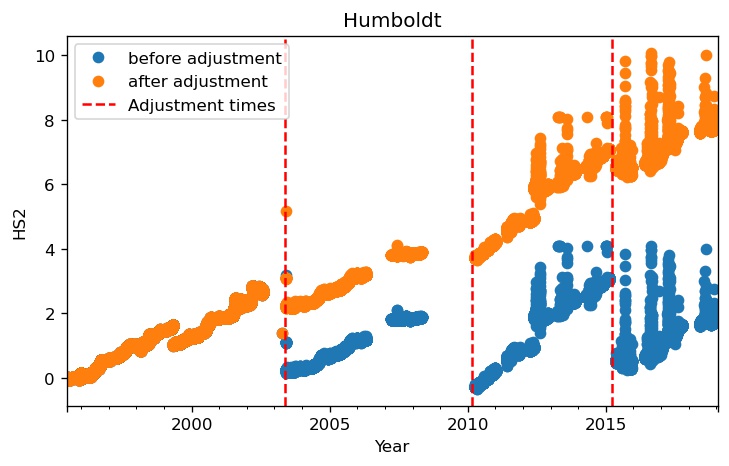 Humboldt
before adjustment
after adjustment
Adjustment times
HS2
10
8
6
4
2
0
2000 2005 2010 2015
Year